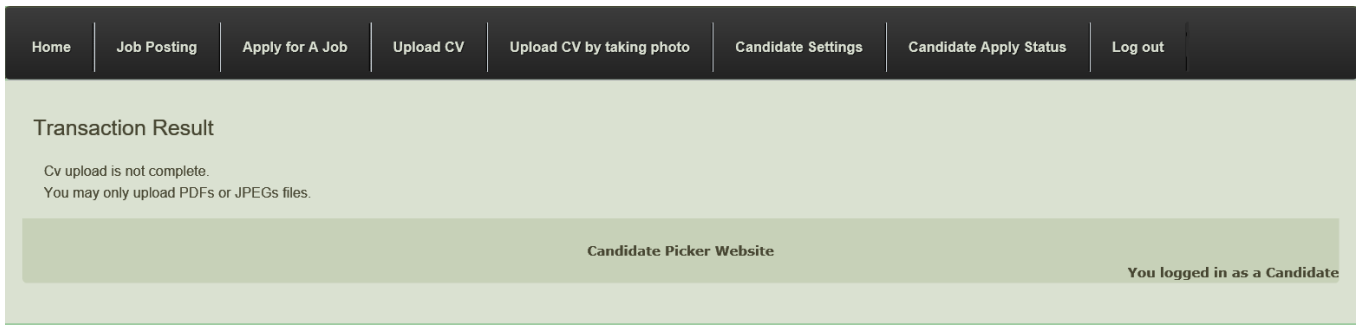 Home Job Posting Apply for A Job Upload CV Upload CV by taking photo Candidate Settings Candidate Apply Status Log out
Transaction Result
Cv upload is not complete.
You may only upload PDFs or JPEGs files.
Candidate Picker Website
You logged in as a Candidate